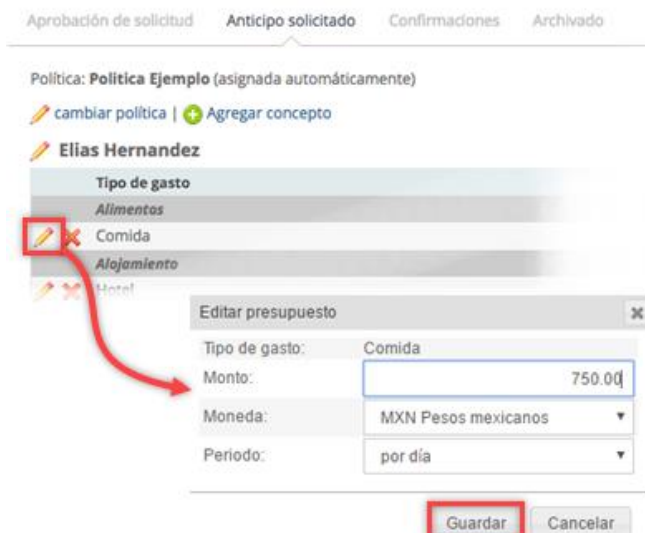 Aprobación de solicitud Anticipo solicitado Confirmaciones Archivado
Política: Politica Ejemplo (asignada automáticamente)
cambiar política | Agregar concepto
Elias Hernandez
Tipo de gasto
Alimentos
Comida
Alojamiento
Hotel
Editar presupuesto
Tipo de gasto: Comida
Monto: 750.00
Moneda: MXN Pesos mexicanos
Periodo: por día
Guardar Cancelar